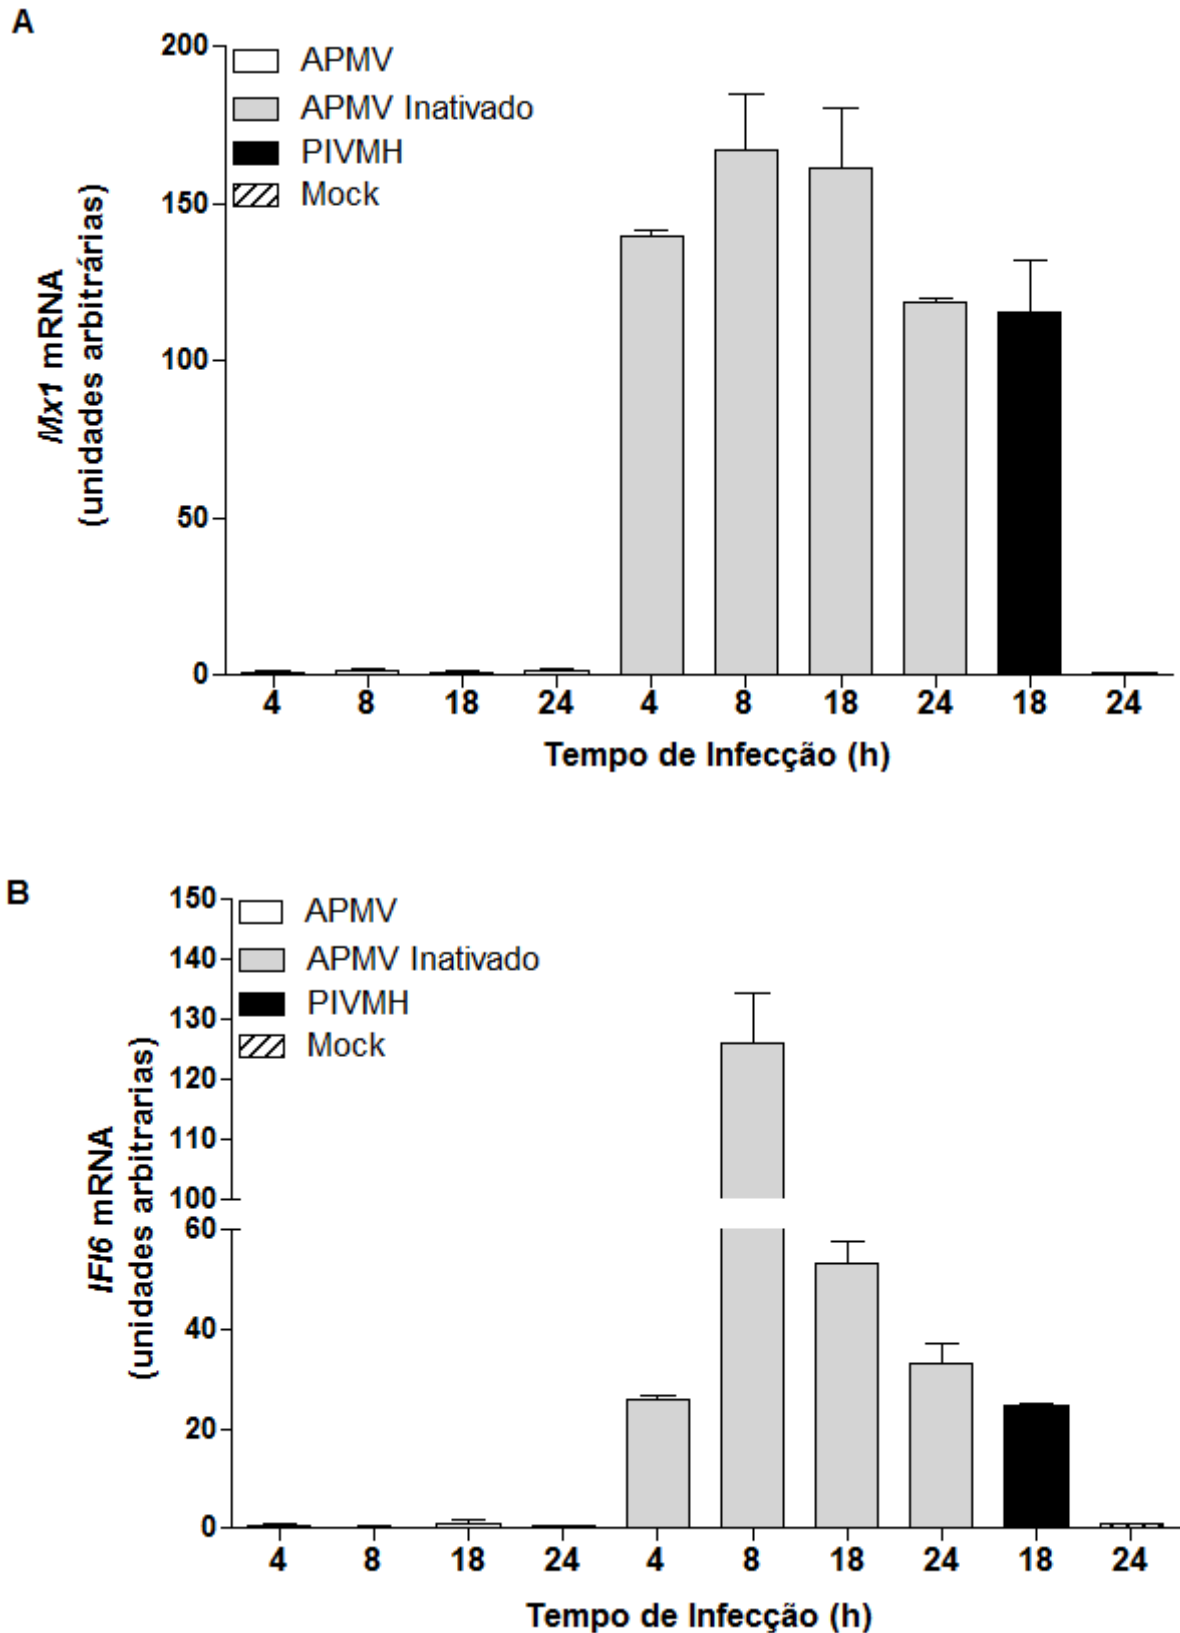 A
200
150
100
50
0
APMV
APMV Inativado
PIVMH
Mock
Mx1 mRNA
(unidades arbitrárias)
4 8 18 24 4 8 18 24 18 24
Tempo de Infecção (h)
B
150
140
130
120
110
100
60
40
20
0
APMV
APMV Inativado
PIVMH
Mock
IFI6 mRNA
(unidades arbitrarias)
4 8 18 24 4 8 18 24 18 24
Tempo de Infecção (h)